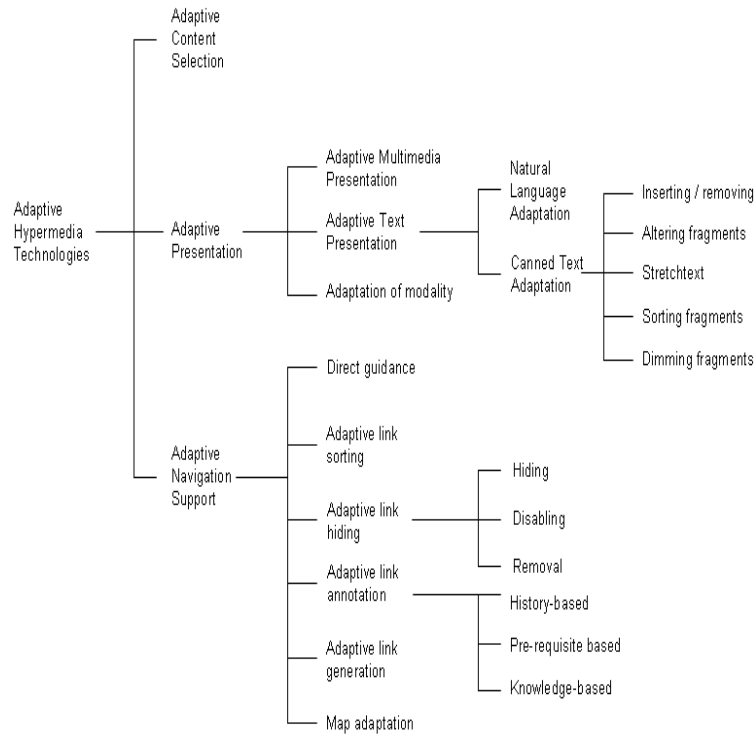 Adaptive
Content
Selection
Adaptive
Hypermedia
Technologies
Adaptive
Presentation
Adaptive Multimedia
Presentation
Adaptive Text
Presentation
Adaptation of modality
Natural
Language
Adaptation
Canned Text
Adaptation
Inserting / removing
Altering fragments
Stretchtext
Sorting fragments
Dimming fragments
Adaptive
Navigation
Support
Direct guidance
Adaptive link
sorting
Adaptive link
hiding
Adaptive link
annotation
Adaptive link
generation
Map adaptation
Hiding
Disabling
Removal
History-based
Pre-requisite based
Knowledge-based